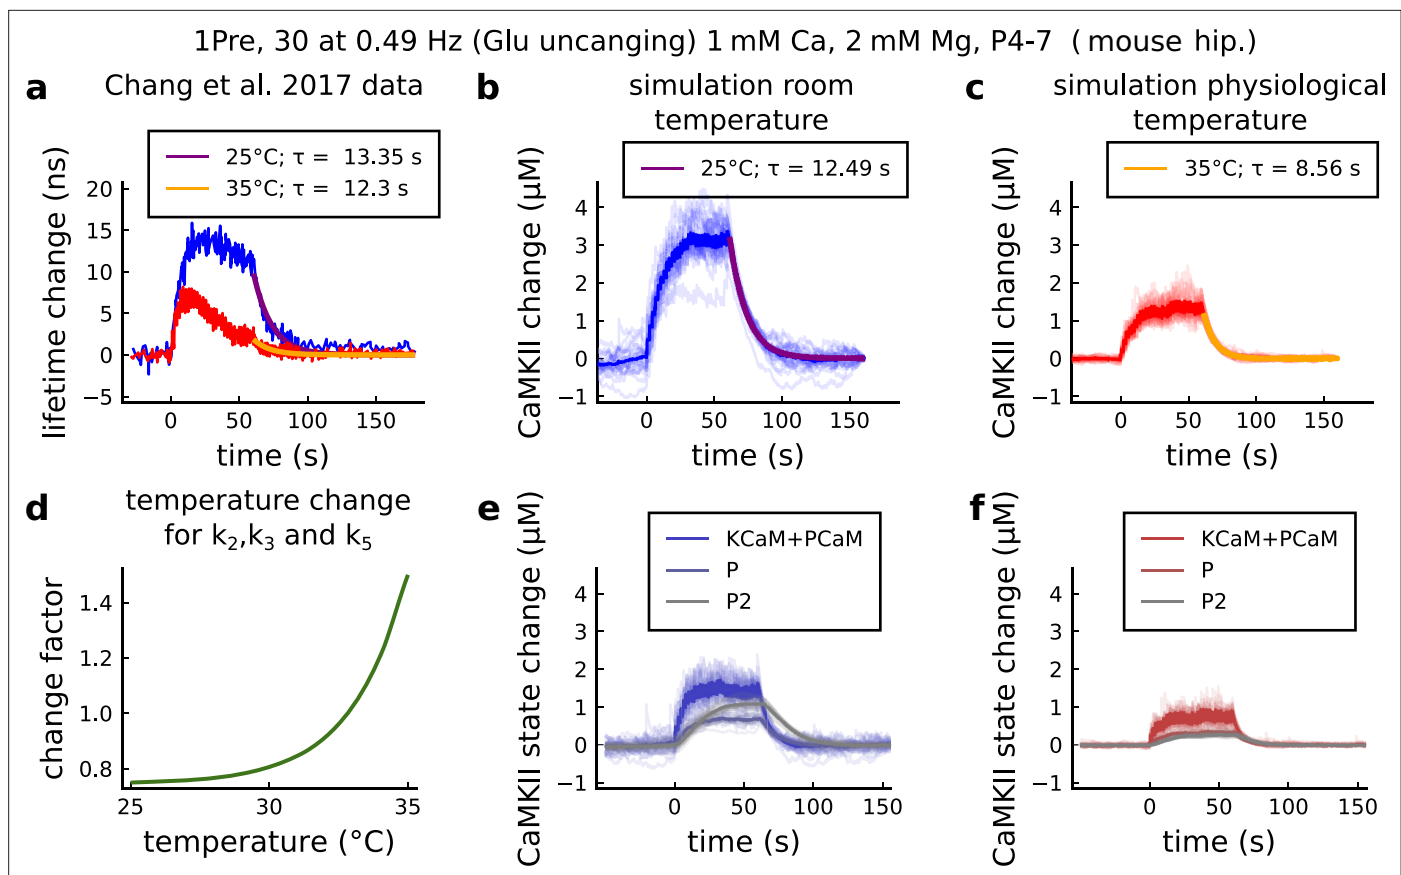 1Pre, 30 at 0.49 Hz (Glu uncanging) 1 mM Ca, 2 mM Mg, P4-7 (mouse hip.)
a
Chang et al. 2017 data
25°C; τ = 13.35 s
35°C; τ = 12.3 s
lifetime change (ns)
20
15
10
5
0
−5
0 50 100 150
time (s)
b
simulation room
temperature
25°C; τ = 12.49 s
CaMKII change (μM)
4
3
2
1
0
−1
0 50 100 150
time (s)
c
simulation physiological
temperature
35°C; τ = 8.56 s
CaMKII change (μM)
4
3
2
1
0
−1
0 50 100 150
time (s)
d
temperature change
for k2,k3 and k5
change factor
1.4
1.2
1.0
0.8
25 30 35
temperature (°C)
e
KCaM+PCaM
P
P2
CaMKII state change (μM)
4
3
2
1
0
−1
0 50 100 150
time (s)
f
KCaM+PCaM
P
P2
CaMKII state change (μM)
4
3
2
1
0
−1
0 50 100 150
time (s)